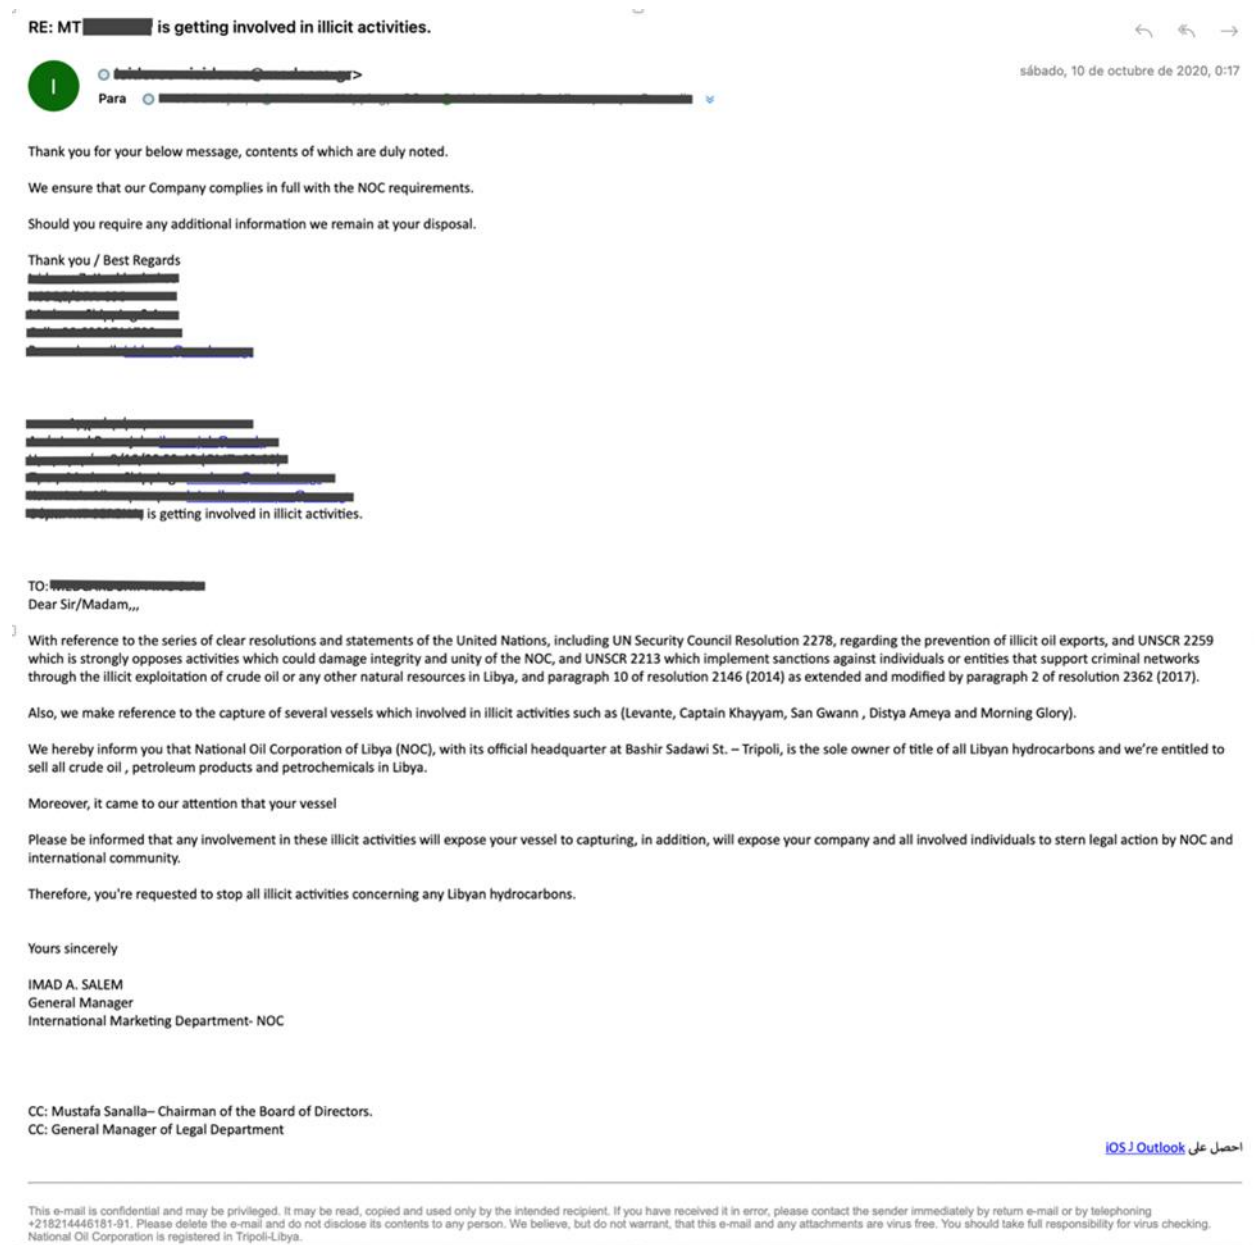 RE: MT is getting involved in illicit activities.
I
sábado, 10 de octubre de 2020, 0:17
Para
Thank you for your below message, contents of which are duly noted.
We ensure that our Company complies in full with the NOC requirements.
Should you require any additional information we remain at your disposal.
Thank you / Best Regards
is getting involved in illicit activities.
TO:
Dear Sir/Madam,,,
With reference to the series of clear resolutions and statements of the United Nations, including UN Security Council Resolution 2278, regarding the prevention of illicit oil exports, and UNSCR 2259
which is strongly opposes activities which could damage integrity and unity of the NOC, and UNSCR 2213 which implement sanctions against individuals or entities that support criminal networks
through the illicit exploitation of crude oil or any other natural resources in Libya, and paragraph 10 of resolution 2146 (2014) as extended and modified by paragraph 2 of resolution 2362 (2017).
Also, we make reference to the capture of several vessels which involved in illicit activities such as (Levante, Captain Khayyam, San Gwann , Distya Ameya and Morning Glory).
We hereby inform you that National Oil Corporation of Libya (NOC), with its official headquarter at Bashir Sadawi St. – Tripoli, is the sole owner of title of all Libyan hydrocarbons and we're entitled to
sell all crude oil , petroleum products and petrochemicals in Libya.
Moreover, it came to our attention that your vessel
Please be informed that any involvement in these illicit activities will expose your vessel to capturing, in addition, will expose your company and all involved individuals to stern legal action by NOC and
international community.
Therefore, you're requested to stop all illicit activities concerning any Libyan hydrocarbons.
Yours sincerely
IMAD A. SALEM
General Manager
International Marketing Department- NOC
CC: Mustafa Sanalla– Chairman of the Board of Directors.
CC: General Manager of Legal Department
احصل على Outlook لـ iOS
This e-mail is confidential and may be privileged. It may be read, copied and used only by the intended recipient. If you have received it in error, please contact the sender immediately by return e-mail or by telephoning
+218214446181-91. Please delete the e-mail and do not disclose its contents to any person. We believe, but do not warrant, that this e-mail and any attachments are virus free. You should take full responsibility for virus checking.
National Oil Corporation is registered in Tripoli-Libya.